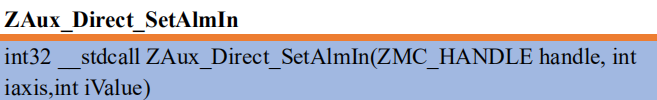 ZAux_Direct_SetAlmIn
int32 __stdcall ZAux_Direct_SetAlmIn(ZMC_HANDLE handle, int
iaxis,int iValue)